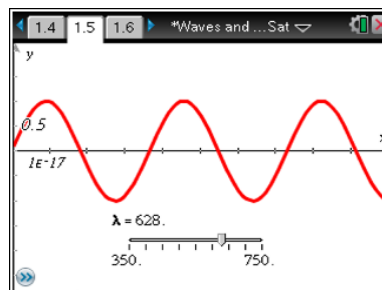 1.4 1.5 1.6 *Waves and ...Sat
y
0.5
x
1E-17
λ = 628.
350. 750.